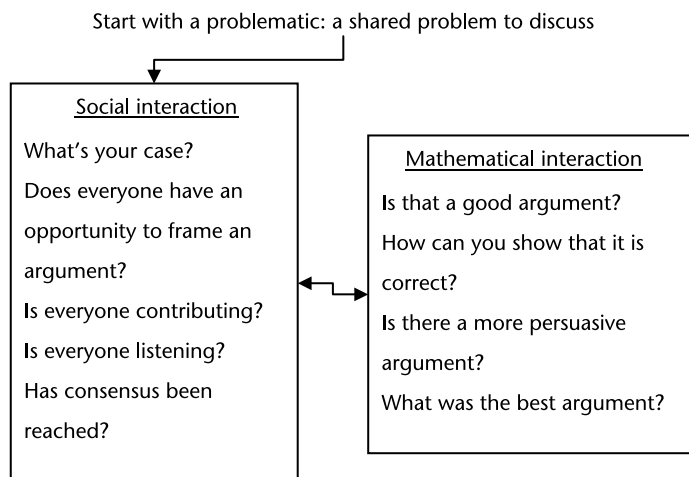 Start with a problematic: a shared problem to discuss
Social interaction
What's your case?
Does everyone have an
opportunity to frame an
argument?
Is everyone contributing?
Is everyone listening?
Has consensus been
reached?
Mathematical interaction
Is that a good argument?
How can you show that it is
correct?
Is there a more persuasive
argument?
What was the best argument?